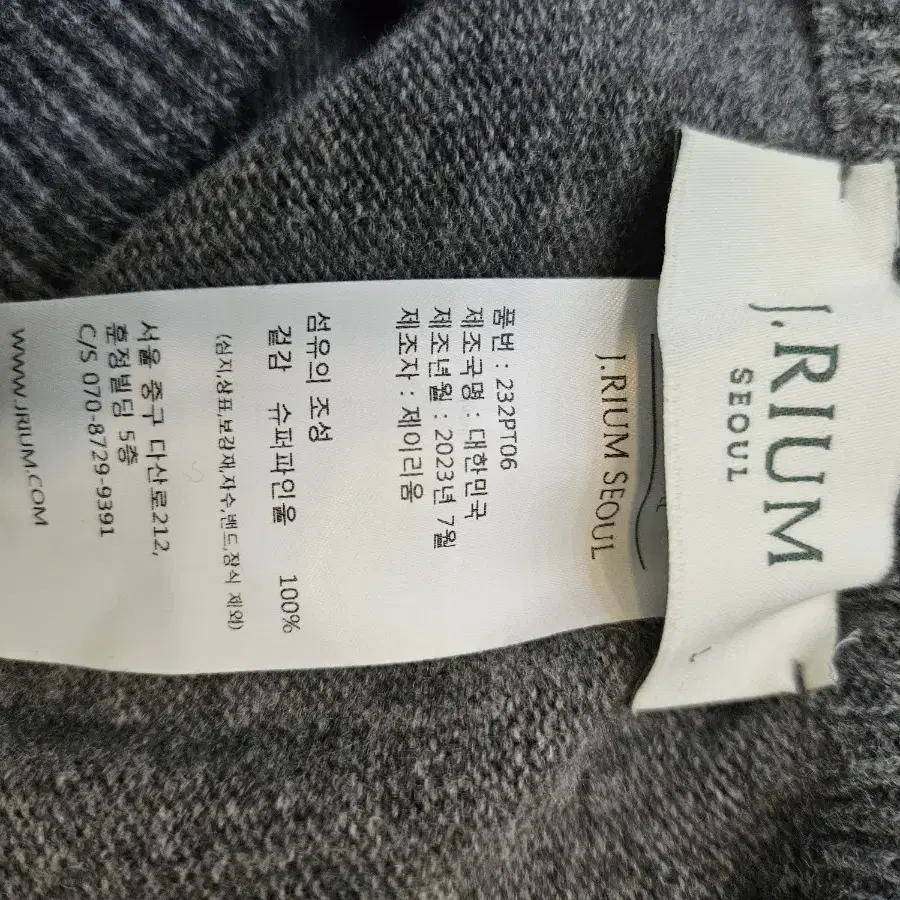 J.RIUM
SEOUL
J.RIUM SEOUL
품번 : 232PT06
제조국명 : 대한민국
제조년월 : 2023년 7월
제조자 : 제이리움
섬유의 조성
겉감 슈퍼파인울 100%
(심지,상표,보강재,자수,밴드,장식 제외)
서울 중구 다산로212,
훈정빌딩 5층
C/S 070-8729-9391
WWW.JRIUM.COM
L